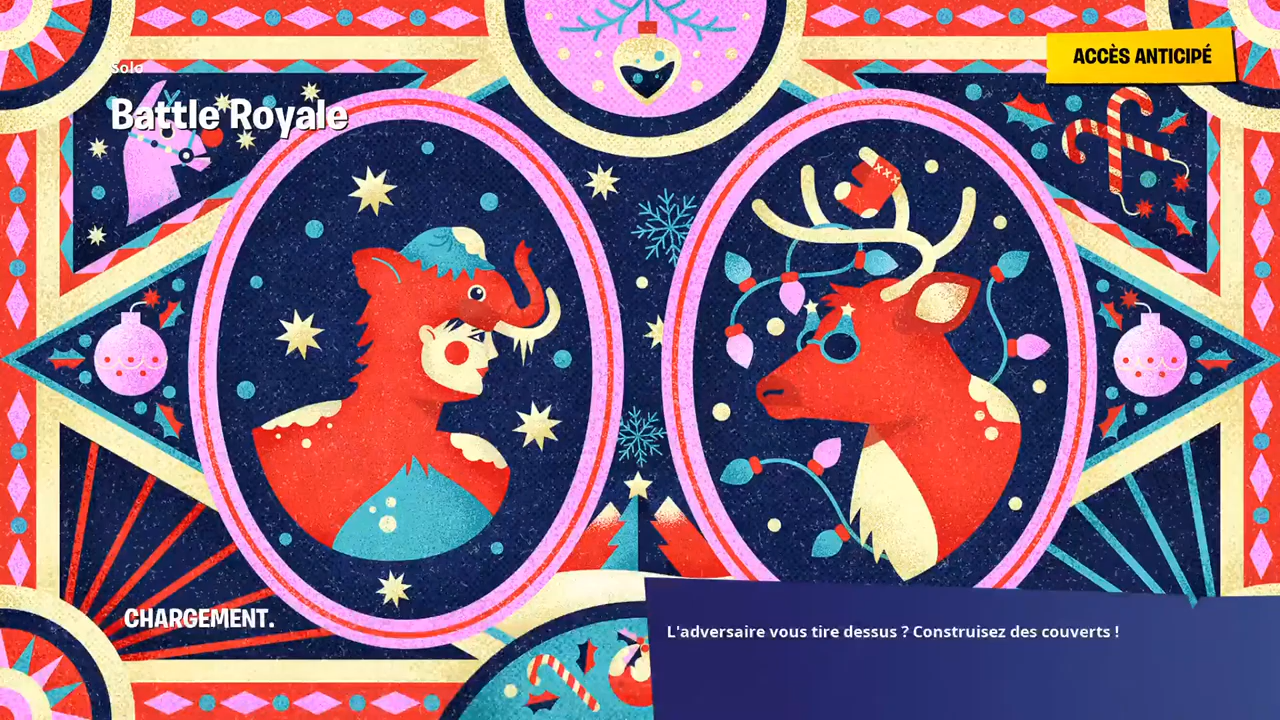 Solo
Battle Royale
ACCÈS ANTICIPÉ
CHARGEMENT.
L'adversaire vous tire dessus ? Construisez des couverts !